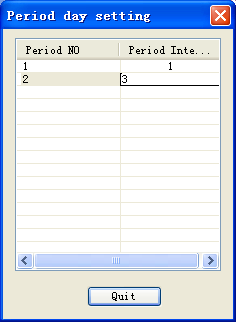 Period day setting
Period NO Period Inte...
1 1
2 3
Quit